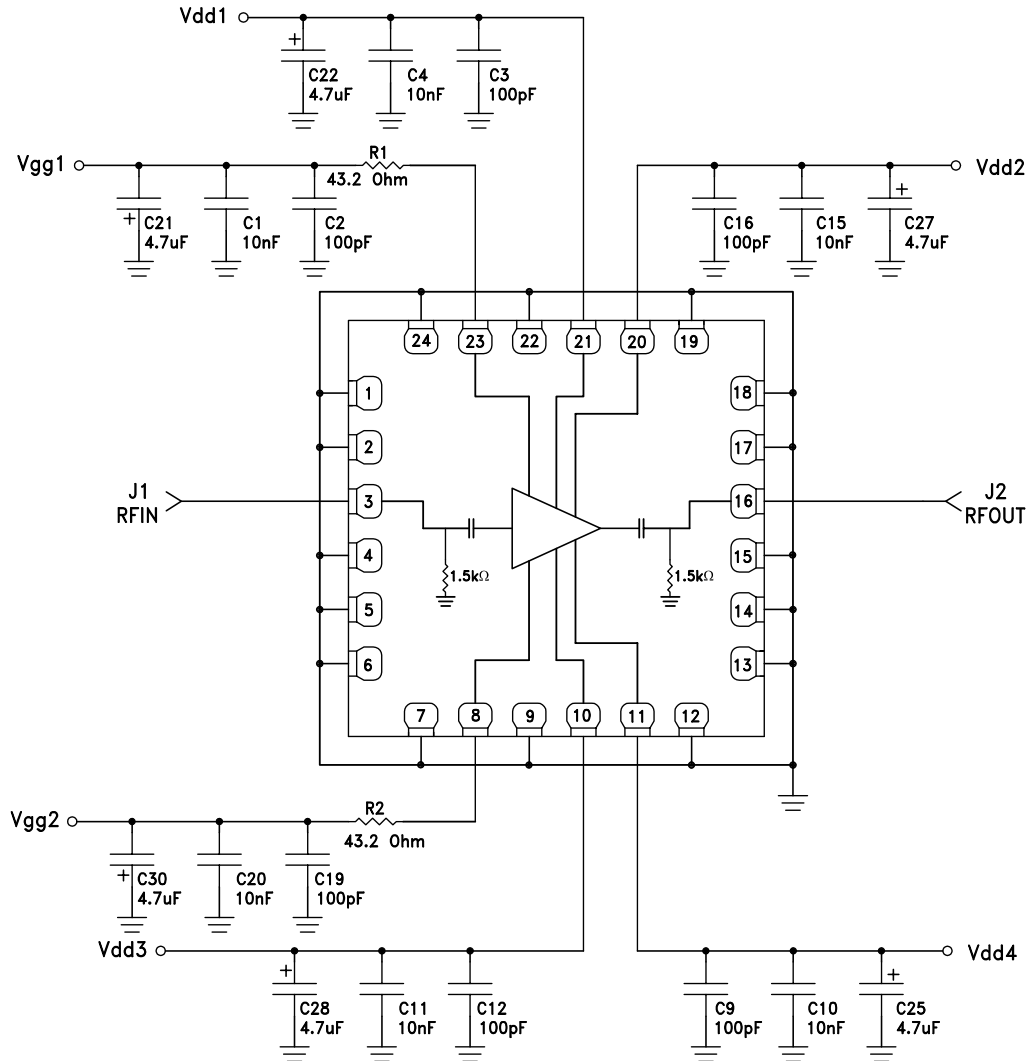 Vdd1
+
C22
4.7uF
C4
10nF
C3
100pF
Vgg1
R1
43.2 Ohm
Vdd2
+
C21
4.7uF
C1
10nF
C2
100pF
C16
100pF
C15
10nF
+
C27
4.7uF
24
23
22
21
20
19
1
2
3
4
5
6
18
17
16
15
14
13
J1
RFIN
J2
RFOUT
1.5kΩ
1.5kΩ
7
8
9
10
11
12
Vgg2
R2
43.2 Ohm
+
C30
4.7uF
C20
10nF
C19
100pF
Vdd3
Vdd4
+
C28
4.7uF
C11
10nF
C12
100pF
C9
100pF
C10
10nF
+
C25
4.7uF